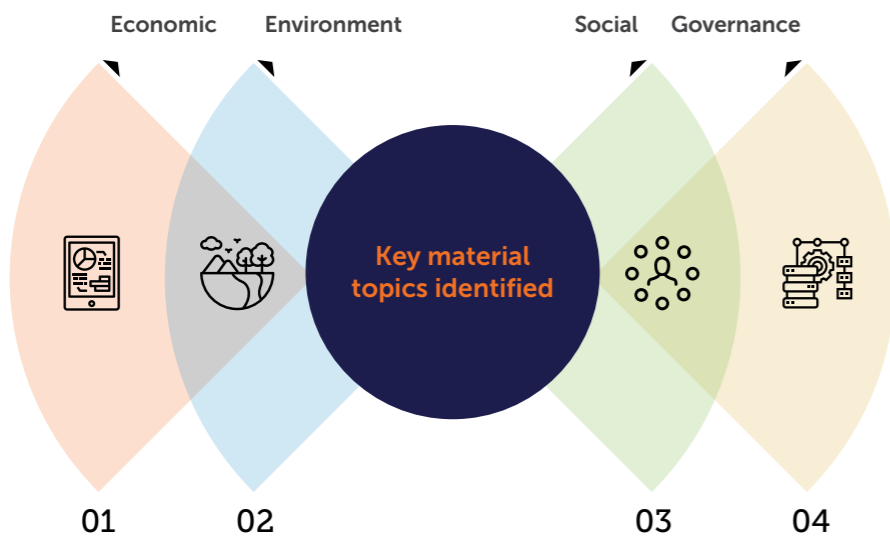 Economic
Environment
Social
Governance
Key material
topics identified
01
02
03
04